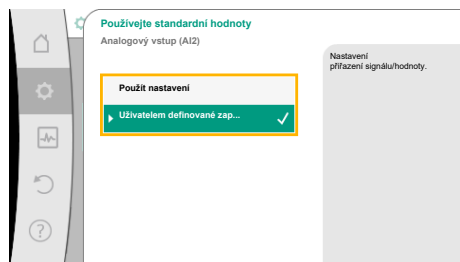 Používejte standardní hodnoty
Analogový vstup (AI2)
Nastavení
přiřazení signálu/hodnoty.
Použít nastavení
Uživatelem definované zap...
?